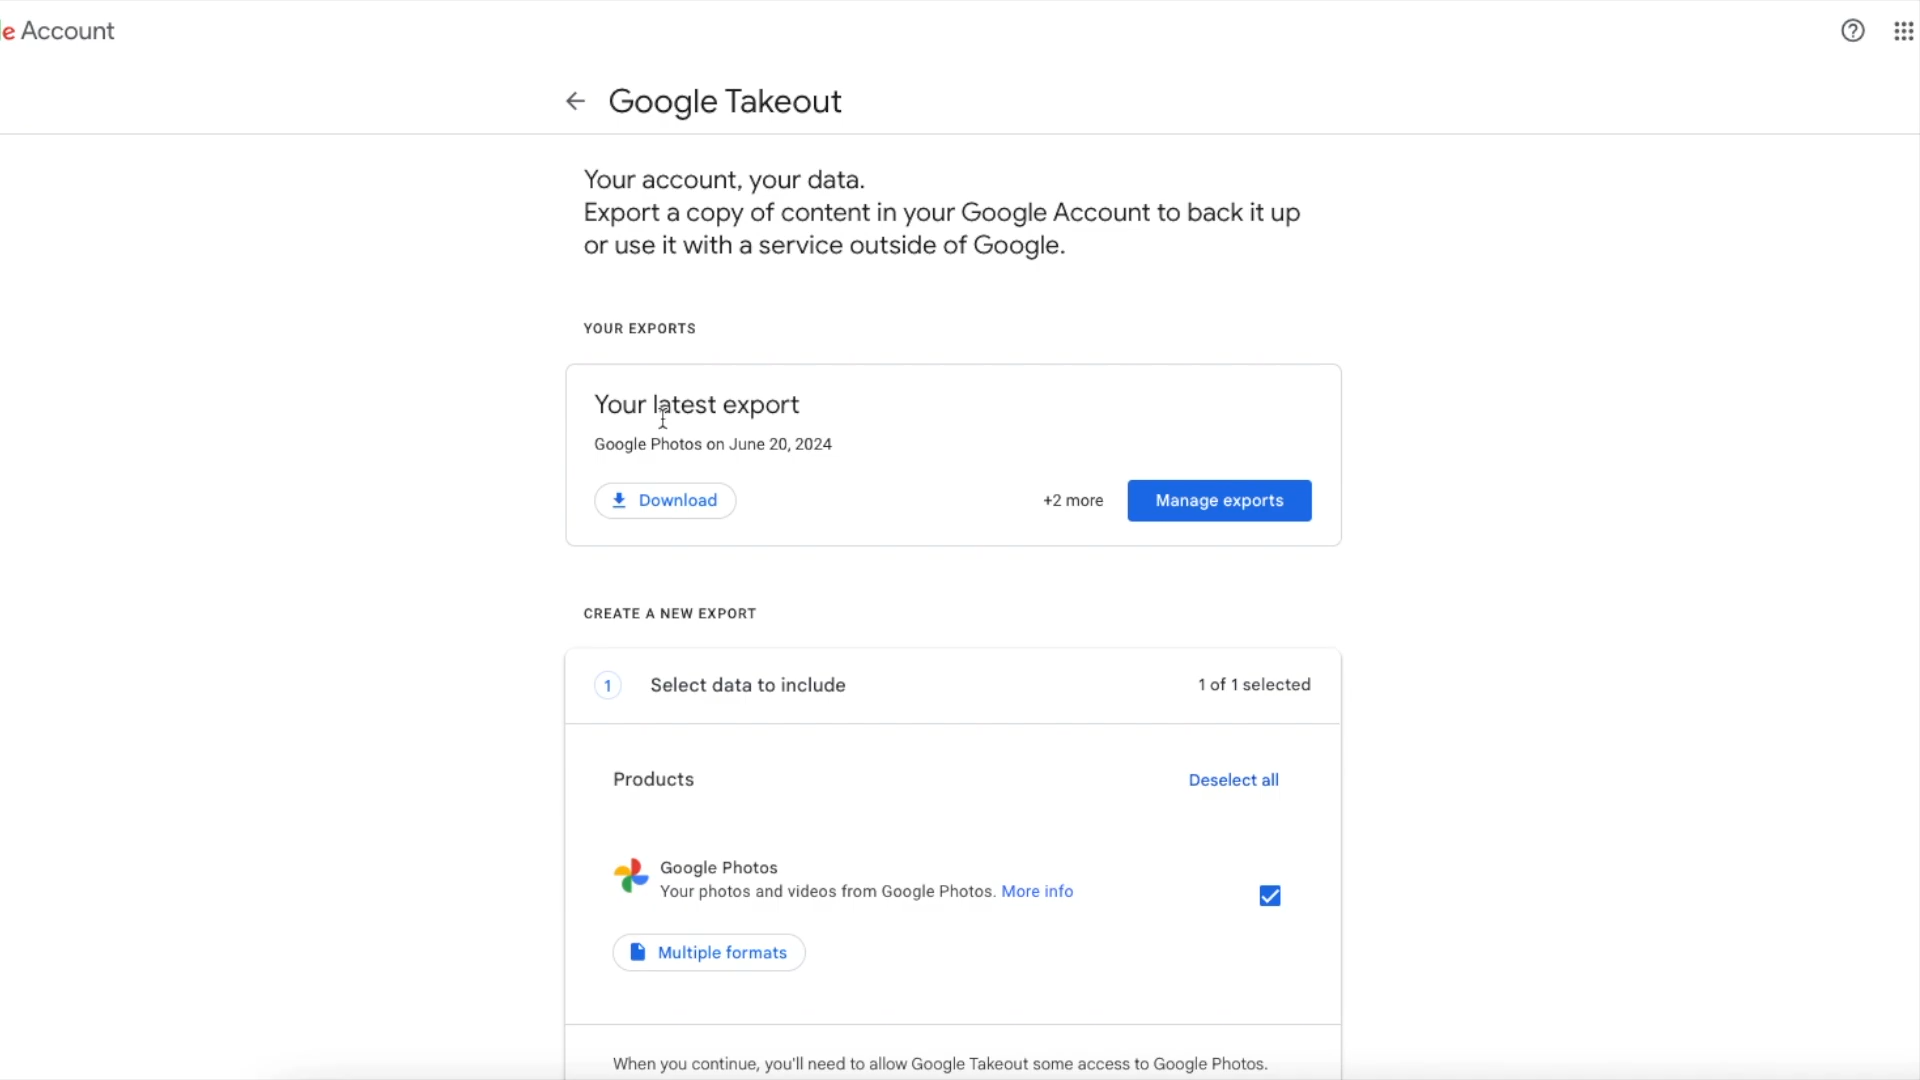 e Account
Google Takeout
Your account, your data.
Export a copy of content in your Google Account to back it up
or use it with a service outside of Google.
YOUR EXPORTS
Your latest export
Google Photos on June 20, 2024
Download
+2 more
Manage exports
CREATE A NEW EXPORT
1 Select data to include
1 of 1 selected
Products
Deselect all
Google Photos
Your photos and videos from Google Photos. More info
Multiple formats
When you continue, you'll need to allow Google Takeout some access to Google Photos.